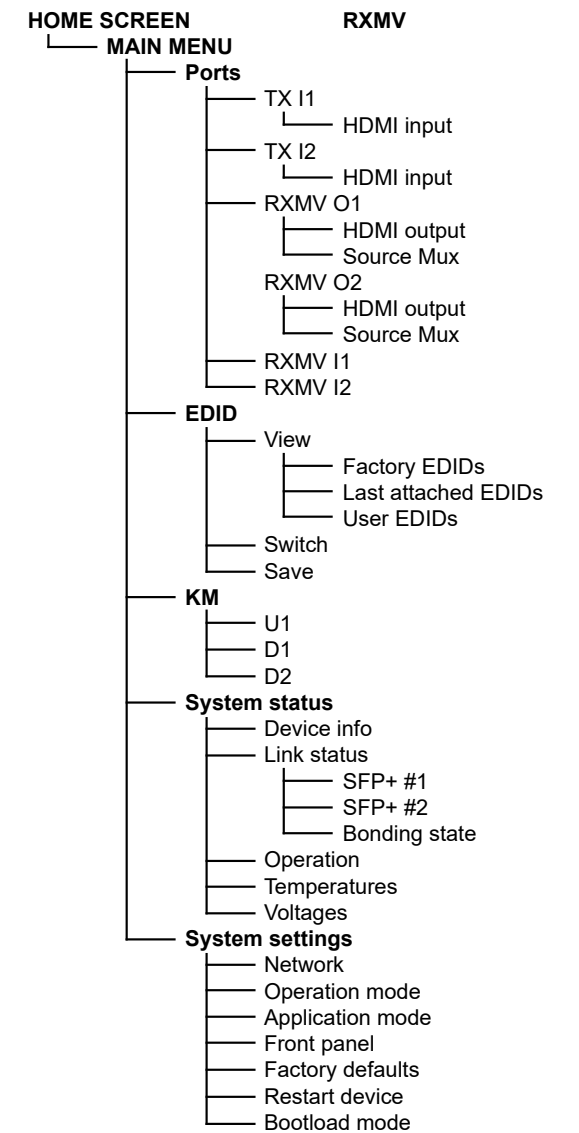 HOME SCREEN RXMV
MAIN MENU
Ports
TX I1
HDMI input
TX I2
HDMI input
RXMV O1
HDMI output
Source Mux
RXMV O2
HDMI output
Source Mux
RXMV I1
RXMV I2
EDID
View
Factory EDIDs
Last attached EDIDs
User EDIDs
Switch
Save
KM
U1
D1
D2
System status
Device info
Link status
SFP+ #1
SFP+ #2
Bonding state
Operation
Temperatures
Voltages
System settings
Network
Operation mode
Application mode
Front panel
Factory defaults
Restart device
Bootload mode